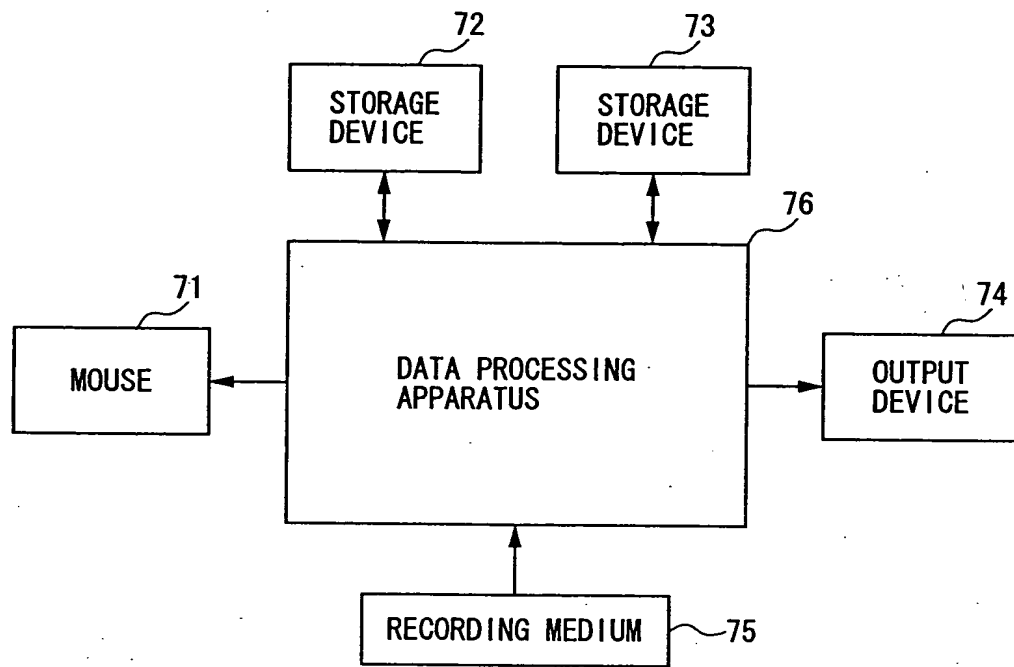 72
73
STORAGE
DEVICE
STORAGE
DEVICE
76
71
74
MOUSE
DATA PROCESSING
APPARATUS
OUTPUT
DEVICE
RECORDING MEDIUM
75